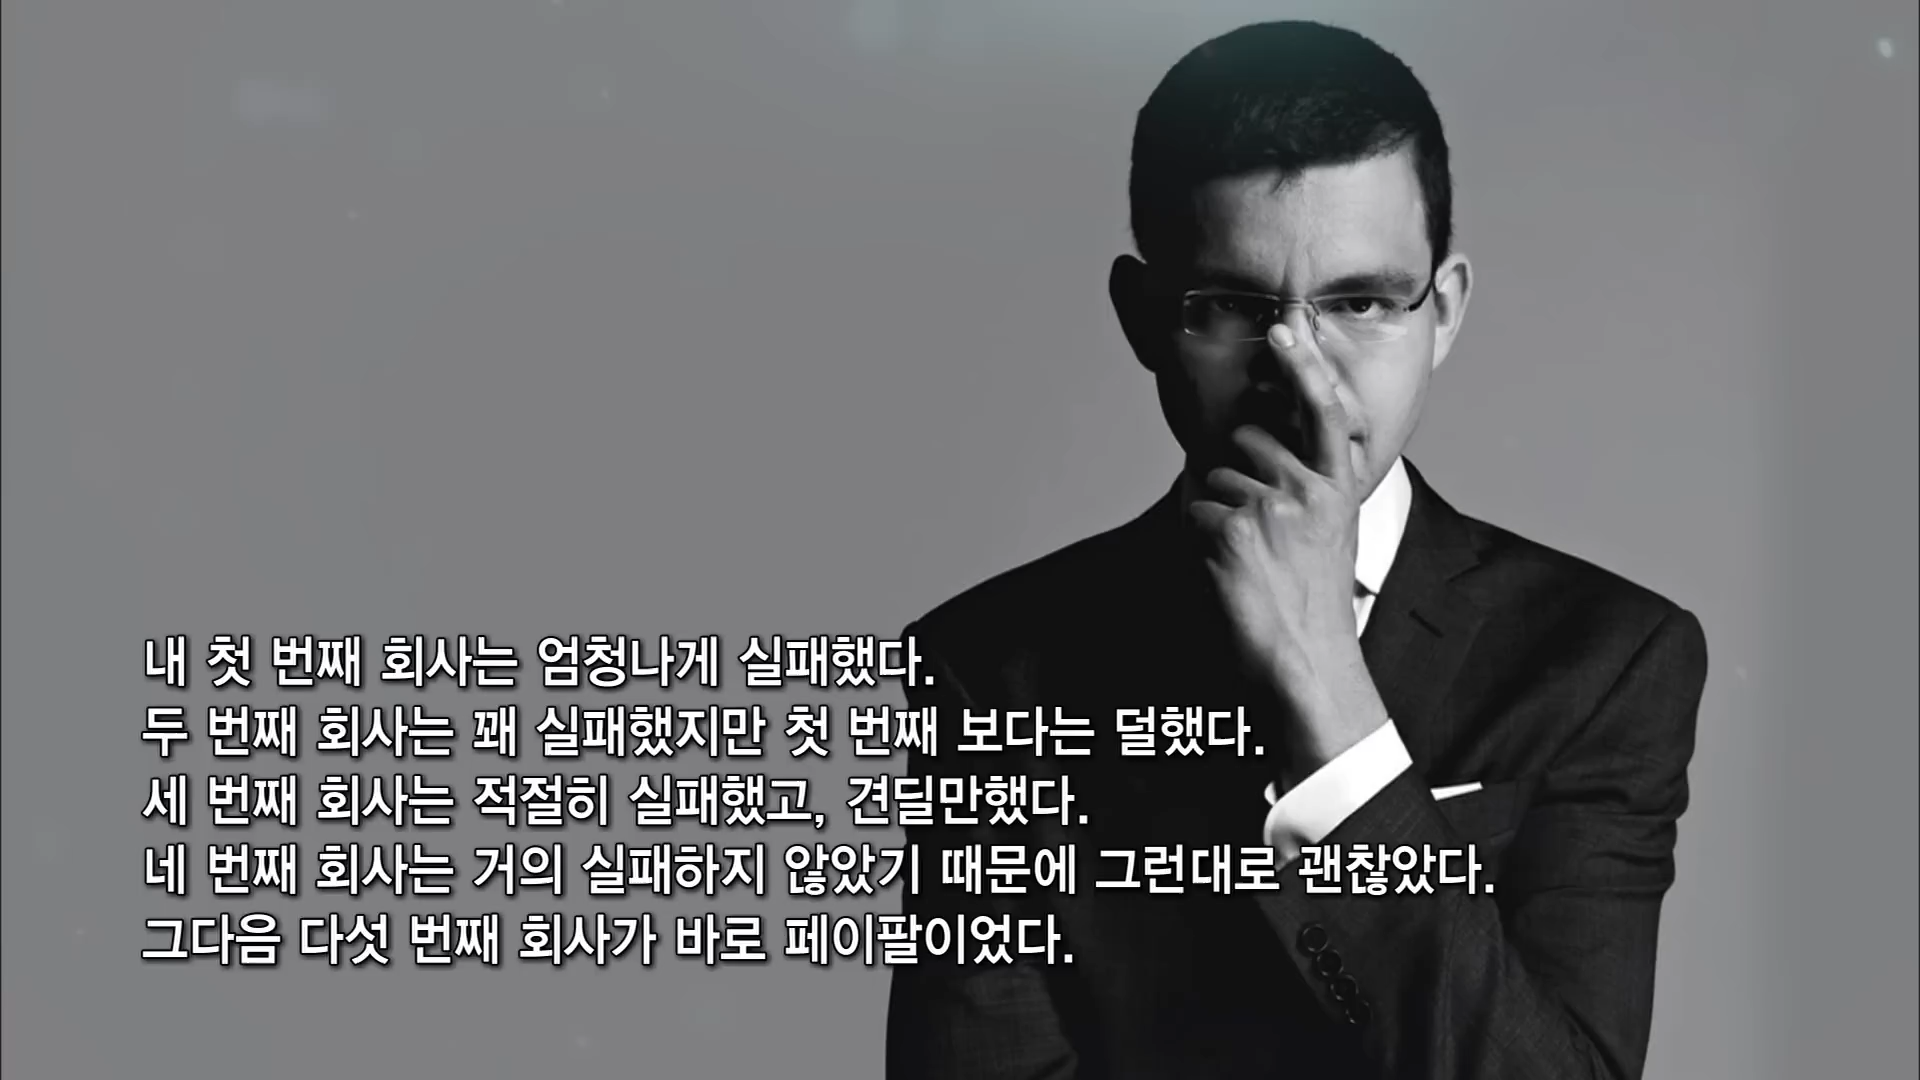 내 첫 번째 회사는 엄청나게 실패했다.
두 번째 회사는 꽤 실패했지만 첫 번째 보다는 덜했다.
세 번째 회사는 적절히 실패했고, 견딜만했다.
네 번째 회사는 거의 실패하지 않았기 때문에 그런대로 괜찮았다.
그다음 다섯 번째 회사가 바로 페이팔이었다.